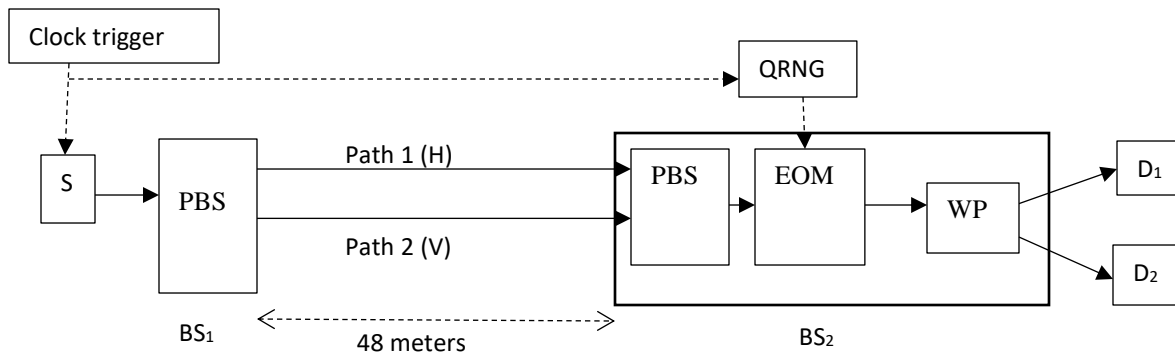 Clock trigger
QRNG
S
PBS
Path 1 (H)
Path 2 (V)
PBS
EOM
WP
D1
D2
BS1
48 meters
BS2